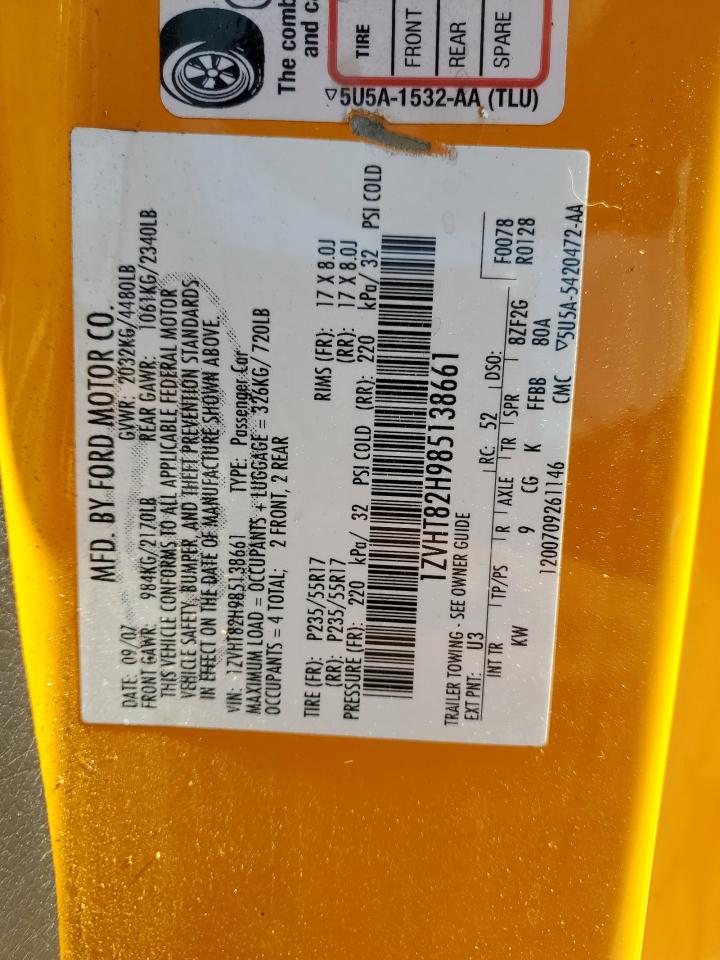 The comb
and c
TIRE
FRONT
REAR
SPARE
▽5U5A-1532-AA (TLU)
MFD. BY FORD MOTOR CO.
DATE: 09/07 GVWR: 2032KG/4480LB
FRONT GAWR: 984KG/2170LB REAR GAWR: 1061KG/2340LB
THIS VEHICLE CONFORMS TO ALL APPLICABLE FEDERAL MOTOR
VEHICLE SAFETY, BUMPER, AND THEFT PREVENTION STANDARDS
IN EFFECT ON THE DATE OF MANUFACTURE SHOWN ABOVE.
VIN: 1ZVHT82H985138661 TYPE: Passenger Car
MAXIMUM LOAD = OCCUPANTS + LUGGAGE = 326KG/ 720LB
OCCUPANTS = 4 TOTAL; 2 FRONT, 2 REAR
TIRE (FR): P235/55R17 RIMS (FR): 17 X 8.0J
(RR): P235/55R17 (RR): 17 X 8.0J
PRESSURE (FR): 220 kPa/ 32 PSI COLD (RR): 220 kPa/ 32 PSI COLD
1ZVHT82H985138661
TRAILER TOWING - SEE OWNER GUIDE
EXT PNT: U3 RC: 52 DSO: F0078
R0128
INT TR TP/PS R AXLE TR SPR 8ZF2G
KW 9 CG K FFBB 80A
1200709261146 CMC ▽5U5A-5420472-AA